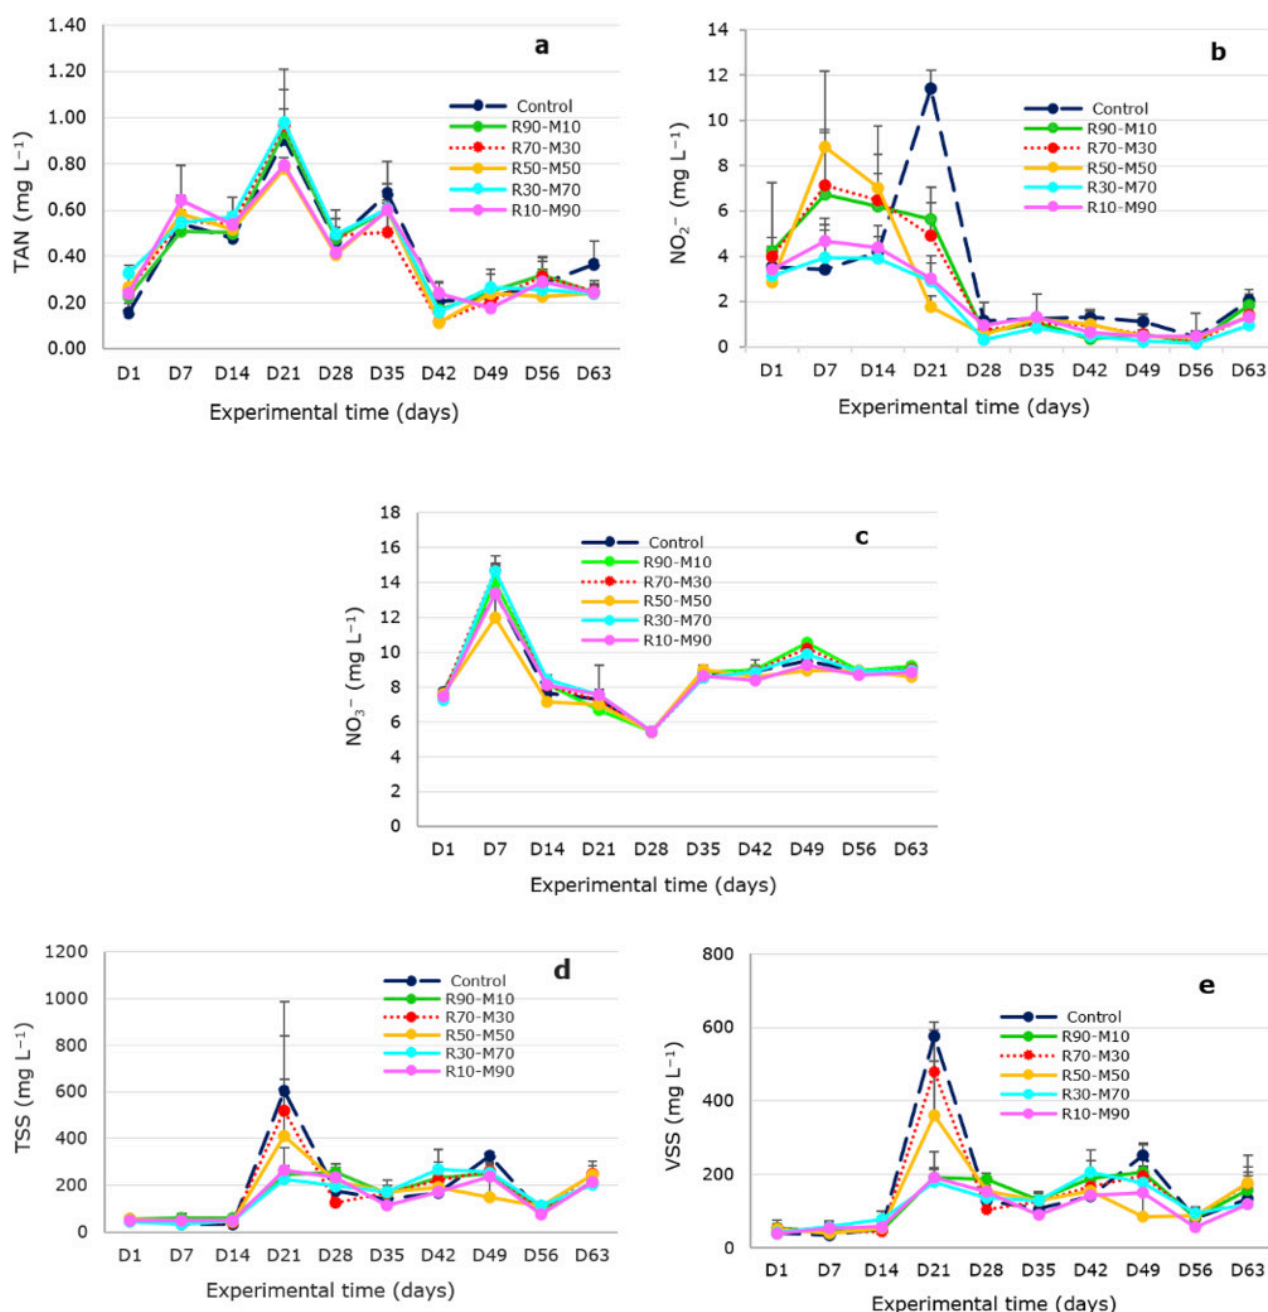 a
1.40
1.20
1.00
0.80
0.60
0.40
0.20
0.00
TAN (mg L⁻¹)
Control
R90-M10
R70-M30
R50-M50
R30-M70
R10-M90
D1 D7 D14 D21 D28 D35 D42 D49 D56 D63
Experimental time (days)
b
14
12
10
8
6
4
2
0
NO₂⁻ (mg L⁻¹)
Control
R90-M10
R70-M30
R50-M50
R30-M70
R10-M90
D1 D7 D14 D21 D28 D35 D42 D49 D56 D63
Experimental time (days)
c
18
16
14
12
10
8
6
4
2
0
NO₃⁻ (mg L⁻¹)
Control
R90-M10
R70-M30
R50-M50
R30-M70
R10-M90
D1 D7 D14 D21 D28 D35 D42 D49 D56 D63
Experimental time (days)
d
1200
1000
800
600
400
200
0
TSS (mg L⁻¹)
Control
R90-M10
R70-M30
R50-M50
R30-M70
R10-M90
D1 D7 D14 D21 D28 D35 D42 D49 D56 D63
Experimental time (days)
e
800
600
400
200
0
VSS (mg L⁻¹)
Control
R90-M10
R70-M30
R50-M50
R30-M70
R10-M90
D1 D7 D14 D21 D28 D35 D42 D49 D56 D63
Experimental time (days)